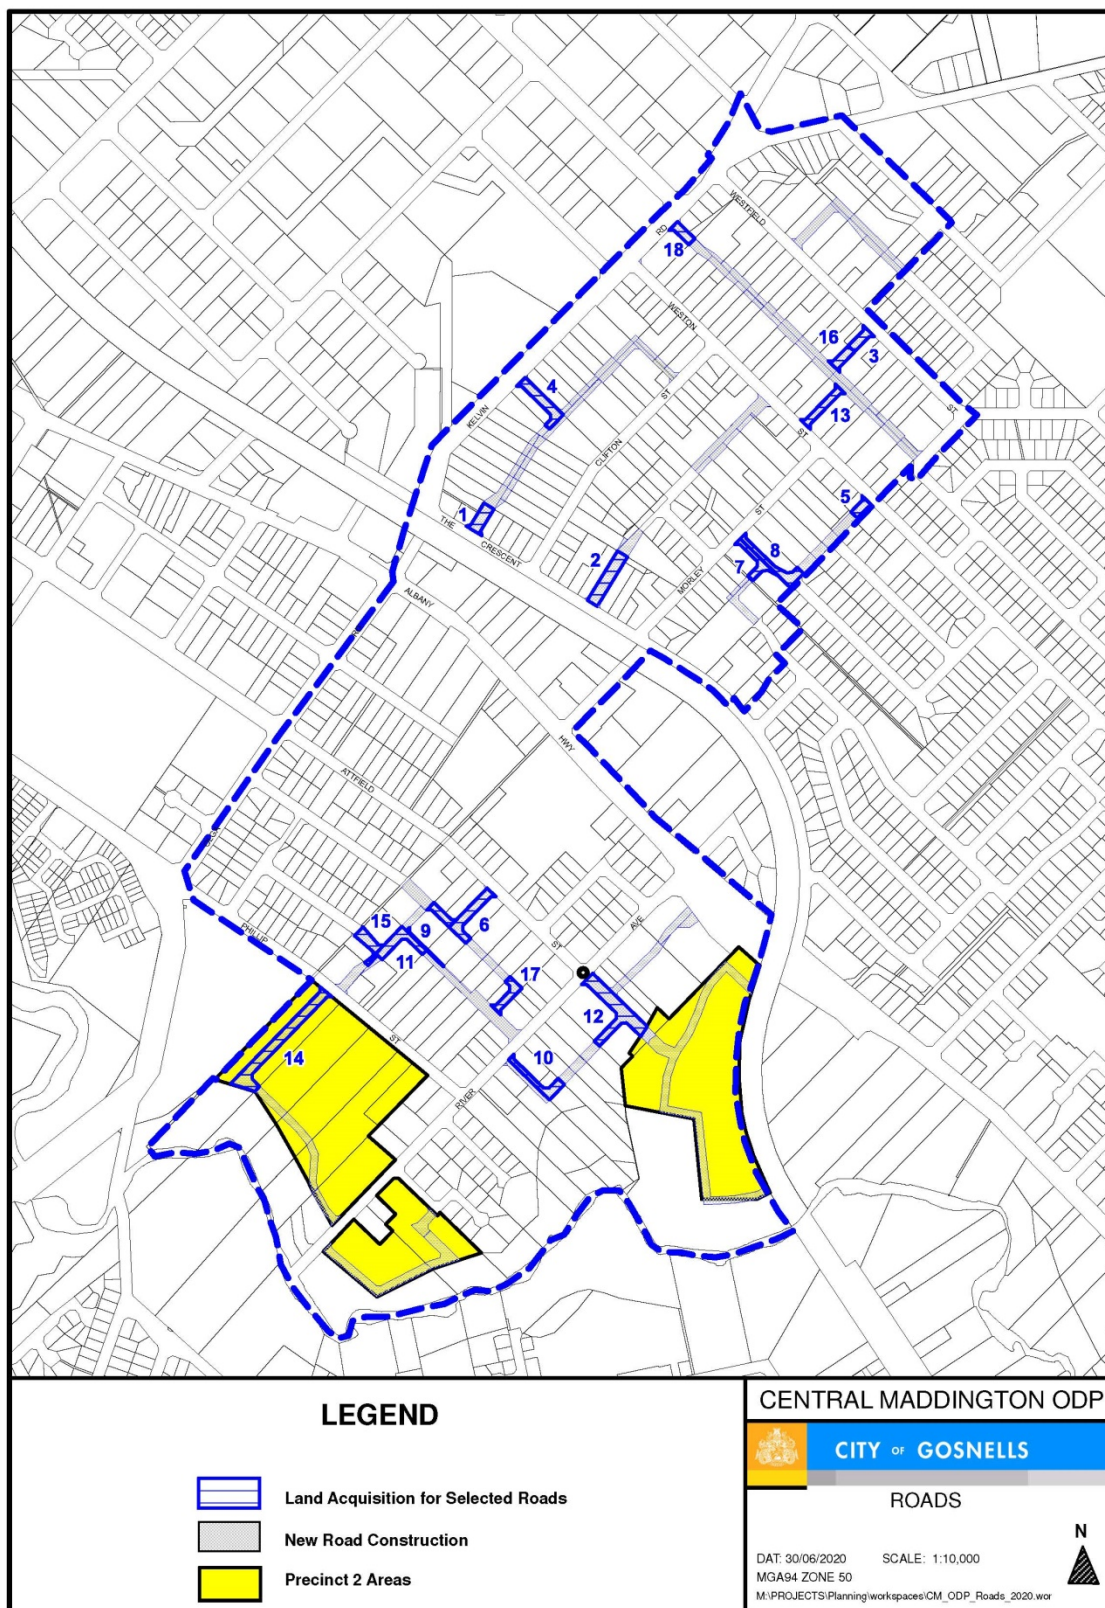 WESTFIELD
RD
18
WESTON
16
3
4
ST
KELVIN
ST
13
ST
CLIFTON
5
1
THE
CRESCENT
ST
8
2
7
MORLEY
ALBANY
HWY
ATTFIELD
PHILLIP
15
9
6
AVE
ST
11
17
12
14
10
ST
RIVER
LEGEND
Land Acquisition for Selected Roads
New Road Construction
Precinct 2 Areas
CENTRAL MADDINGTON ODP
CITY OF GOSNELLS
ROADS
N
DAT: 30/06/2020 SCALE: 1:10,000
MGA94 ZONE 50
M:\PROJECTS\Planning\workspaces\CM_ODP_Roads_2020.wor